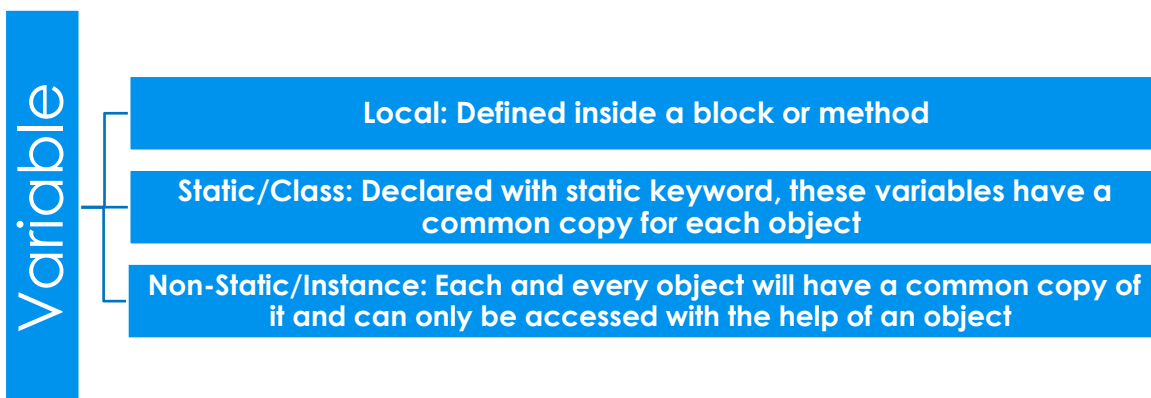 Variable
Local: Defined inside a block or method
Static/Class: Declared with static keyword, these variables have a
common copy for each object
Non-Static/Instance: Each and every object will have a common copy of
it and can only be accessed with the help of an object